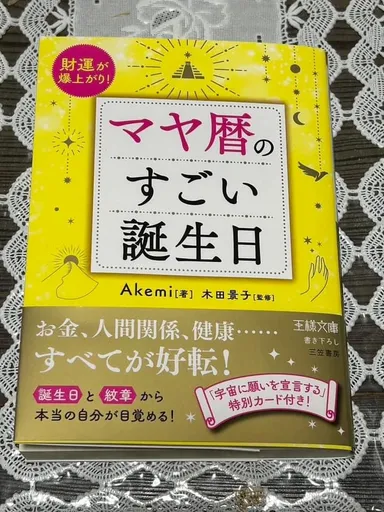 財運が
爆上がり!
マヤ暦の
すごい
誕生日
Akemi[著] 木田景子[監修]
お金、人間関係、健康……
すべてが好転!
王様文庫
書き下ろし
三笠書房
誕生日と紋章から
本当の自分が目覚める!
「宇宙に願いを宣言する」
特別カード付き!